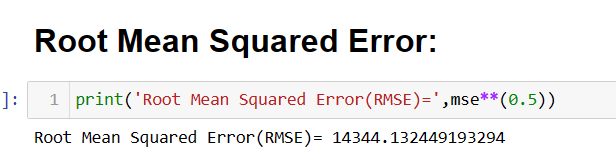 Root Mean Squared Error:
]: 1 print('Root Mean Squared Error(RMSE)=',mse**(0.5))
Root Mean Squared Error(RMSE)= 14344.132449193294